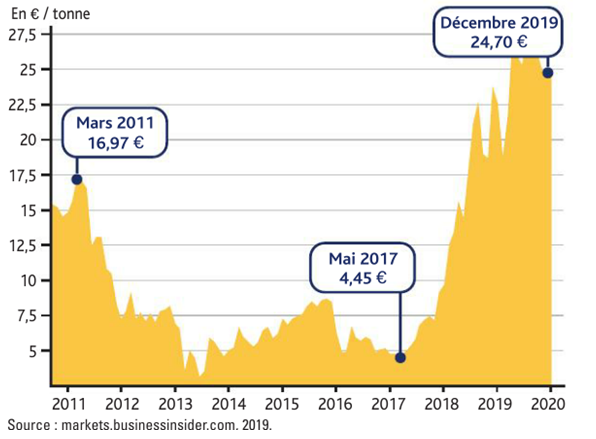 En € / tonne
Décembre 2019
24,70 €
27,5
25
22,5
20
17,5
15
12,5
10
7,5
5
Mars 2011
16,97 €
Mai 2017
4,45 €
2011 2012 2013 2014 2015 2016 2017 2018 2019 2020
Source : markets.businessinsider.com, 2019.